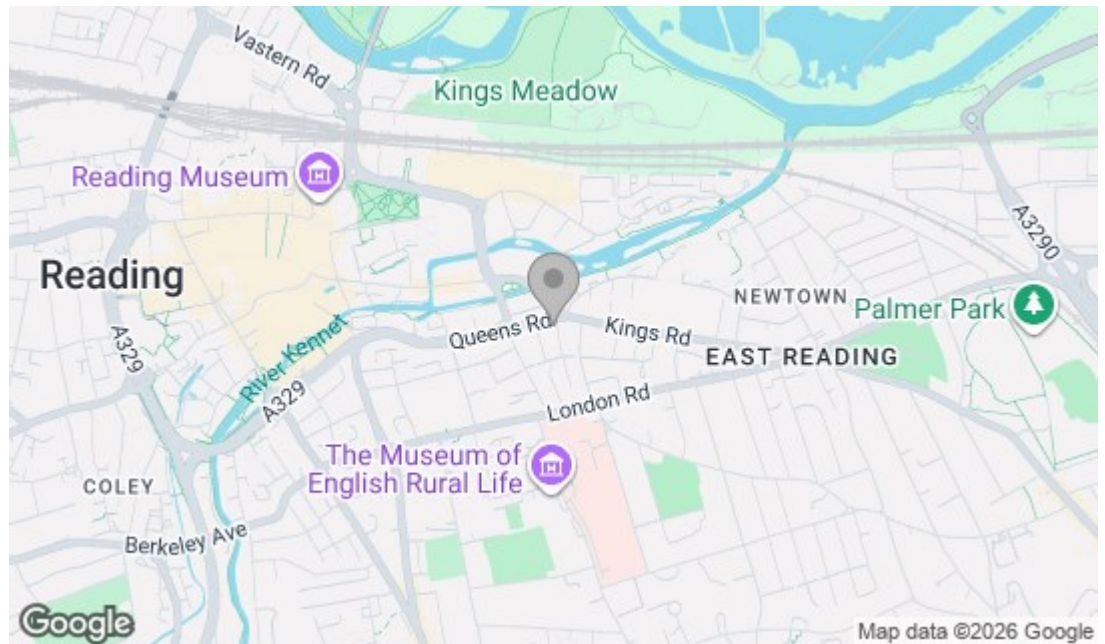 Vastern Rd
Kings Meadow
Reading Museum
A3290
Reading
NEWTOWN
Palmer Park
Queens Rd
Kings Rd
EAST READING
River Kennet
A329
A329
London Rd
The Museum of
English Rural Life
COLEY
Berkeley Ave
Google
Map data ©2026 Google